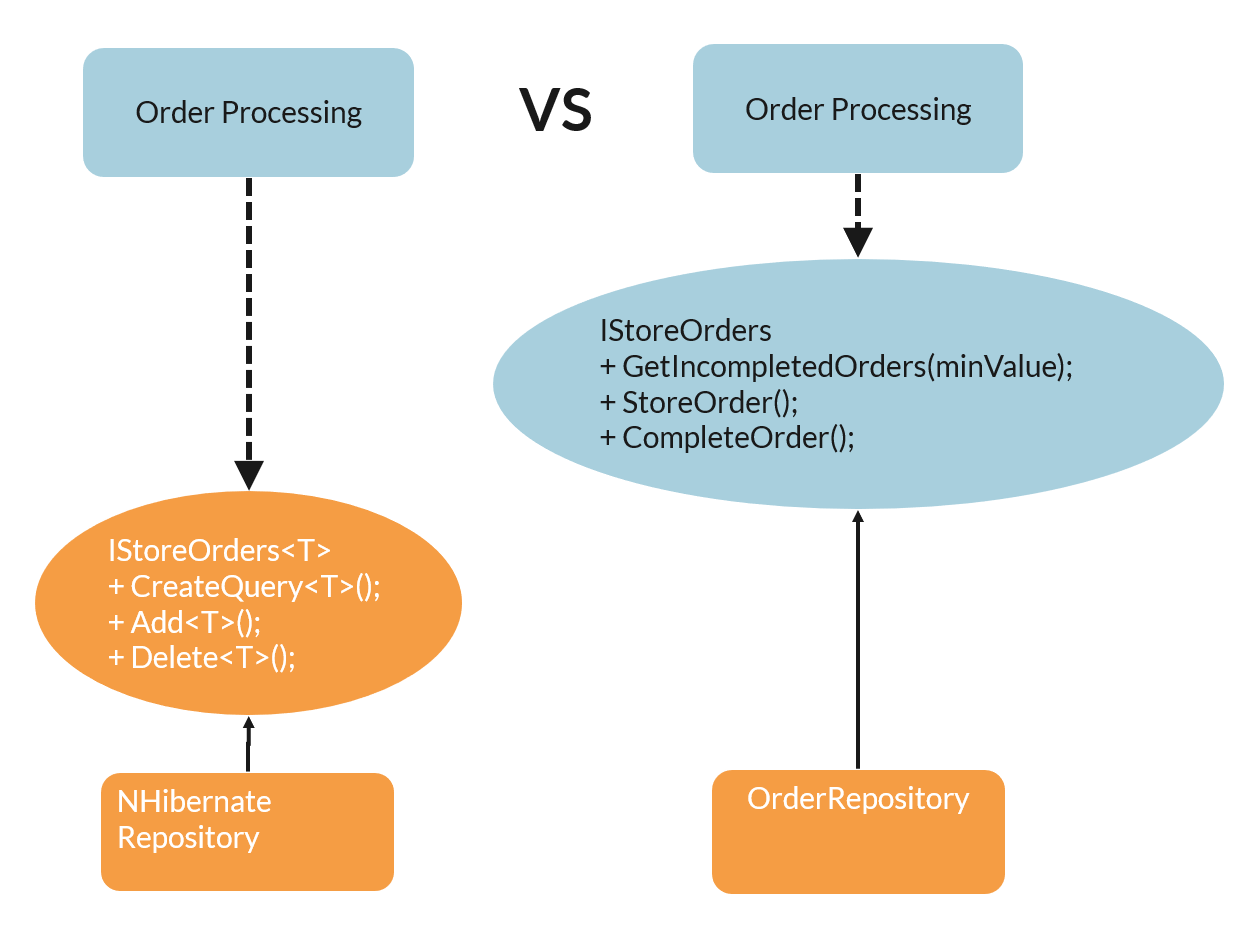 Order Processing
VS
Order Processing
IStoreOrders
+ GetIncompletedOrders(minValue);
+ StoreOrder();
+ CompleteOrder();
IStoreOrders<T>
+ CreateQuery<T>();
+ Add<T>();
+ Delete<T>();
NHibernate
Repository
OrderRepository